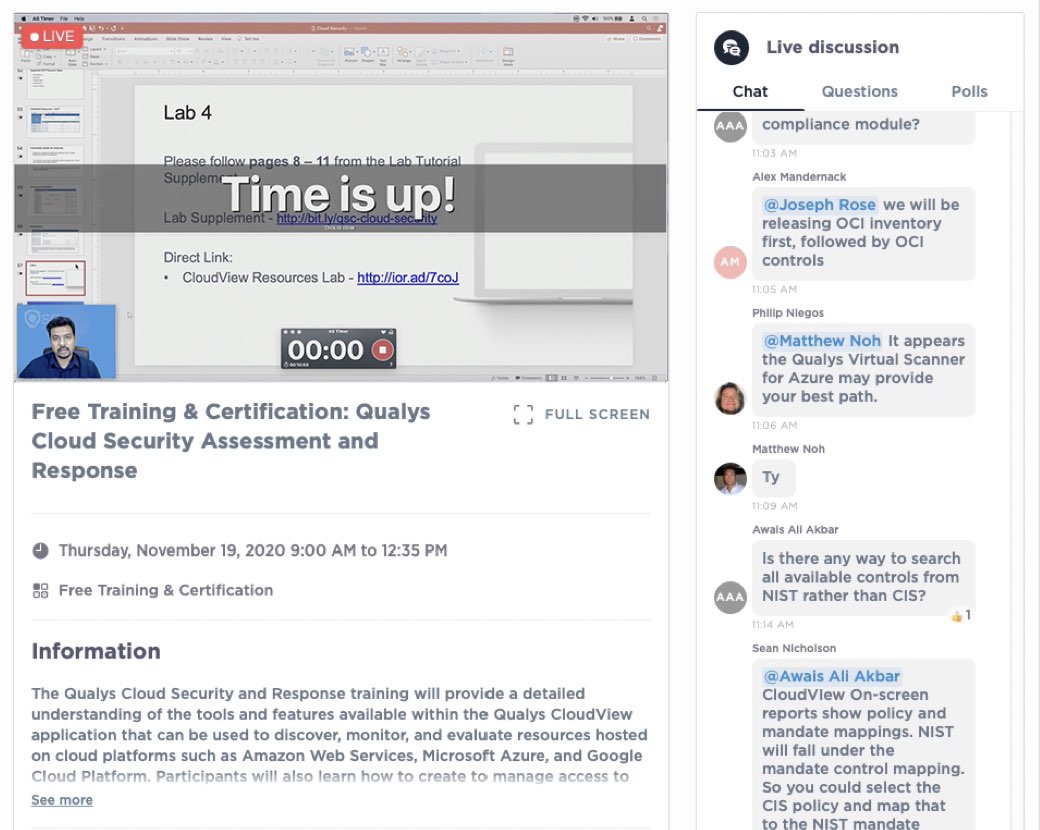 AS Timer File Help
LIVE
Transitions Animations Slide Show Review View Tell me
Cloud Security
Share Comments
Lab 4
Please follow pages 8 – 11 from the Lab Tutorial
Supplement
Time is up!
Lab Supplement - http://bit.ly/qsc-cloud-security
Direct Link:
• CloudView Resources Lab - http://ior.ad/7coJ
AS Timer
00:00
Free Training & Certification: Qualys
Cloud Security Assessment and
Response
FULL SCREEN
Thursday, November 19, 2020 9:00 AM to 12:35 PM
Free Training & Certification
Information
The Qualys Cloud Security and Response training will provide a detailed
understanding of the tools and features available within the Qualys CloudView
application that can be used to discover, monitor, and evaluate resources hosted
on cloud platforms such as Amazon Web Services, Microsoft Azure, and Google
Cloud Platform. Participants will also learn how to create to manage access to
See more
Live discussion
Chat Questions Polls
AAA
compliance module?
11:03 AM
Alex Mandernack
@Joseph Rose we will be
releasing OCI inventory
first, followed by OCI
controls
AM
11:05 AM
Philip Niegos
@Matthew Noh It appears
the Qualys Virtual Scanner
for Azure may provide
your best path.
11:06 AM
Matthew Noh
Ty
11:09 AM
Awais Ali Akbar
Is there any way to search
all available controls from
NIST rather than CIS?
AAA
1
11:14 AM
Sean Nicholson
@Awais Ali Akbar
CloudVIew On-screen
reports show policy and
mandate mappings. NIST
will fall under the
mandate control mapping.
So you could select the
CIS policy and map that
to the NIST mandate